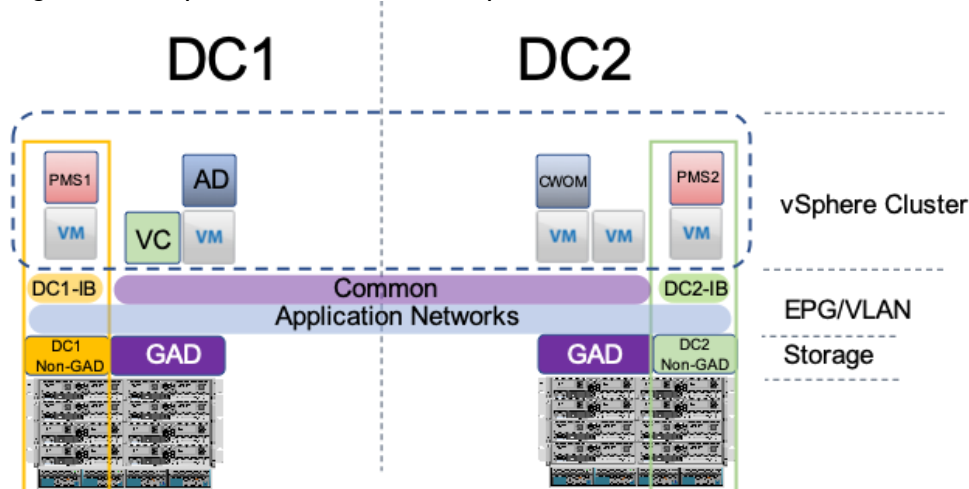 DC1
DC2
PMS1
AD
CWOM
PMS2
vSphere Cluster
VM
VC
VM
VM
VM
VM
DC1-IB
Common
DC2-IB
EPG/VLAN
Application Networks
DC1
Non-GAD
GAD
GAD
DC2
Non-GAD
Storage